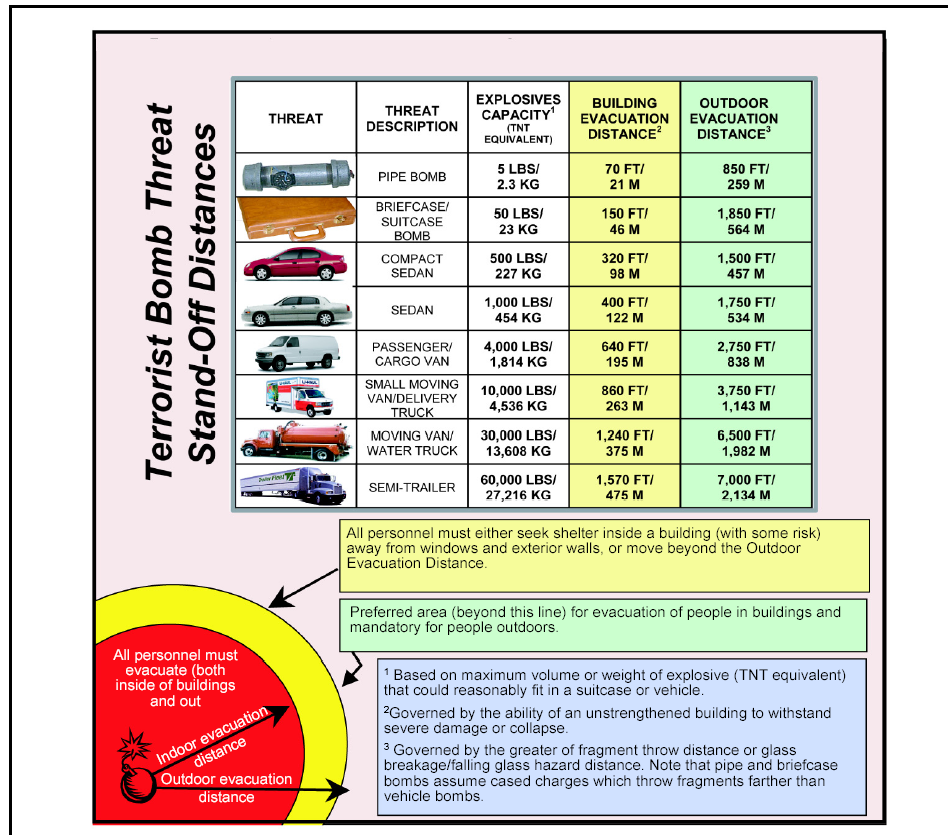 Terrorist Bomb Threat
Stand-Off Distances
THREAT
THREAT
DESCRIPTION
EXPLOSIVES
CAPACITY1
(TNT
EQUIVALENT)
BUILDING
EVACUATION
DISTANCE2
OUTDOOR
EVACUATION
DISTANCE3
PIPE BOMB
5 LBS/
2.3 KG
70 FT/
21 M
850 FT/
259 M
BRIEFCASE/
SUITCASE
BOMB
50 LBS/
23 KG
150 FT/
46 M
1,850 FT/
564 M
COMPACT
SEDAN
500 LBS/
227 KG
320 FT/
98 M
1,500 FT/
457 M
SEDAN
1,000 LBS/
454 KG
400 FT/
122 M
1,750 FT/
534 M
PASSENGER/
CARGO VAN
4,000 LBS/
1,814 KG
640 FT/
195 M
2,750 FT/
838 M
U-HAUL
SMALL MOVING
VAN/DELIVERY
TRUCK
10,000 LBS/
4,536 KG
860 FT/
263 M
3,750 FT/
1,143 M
MOVING VAN/
WATER TRUCK
30,000 LBS/
13,608 KG
1,240 FT/
375 M
6,500 FT/
1,982 M
SEMI-TRAILER
60,000 LBS/
27,216 KG
1,570 FT/
475 M
7,000 FT/
2,134 M
All personnel must either seek shelter inside a building (with some risk)
away from windows and exterior walls, or move beyond the Outdoor
Evacuation Distance.
Preferred area (beyond this line) for evacuation of people in buildings and
mandatory for people outdoors.
All personnel must
evacuate (both
inside of buildings
and out
Indoor evacuation
distance
Outdoor evacuation
distance
1 Based on maximum volume or weight of explosive (TNT equivalent)
that could reasonably fit in a suitcase or vehicle.
2Governed by the ability of an unstrengthened building to withstand
severe damage or collapse.
3 Governed by the greater of fragment throw distance or glass
breakage/falling glass hazard distance. Note that pipe and briefcase
bombs assume cased charges which throw fragments farther than
vehicle bombs.